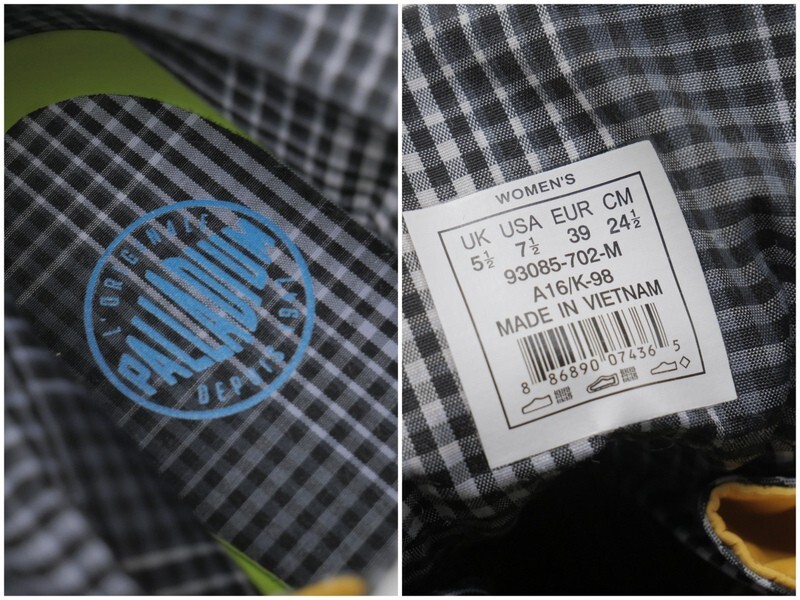 L'ORIGINALE
PALLADIUM
DEPUIS 1947
WOMEN'S
UK USA EUR CM
5½ 7½ 39 24½
93085-702-M
A16/K-98
MADE IN VIETNAM
8 86890 07436 5